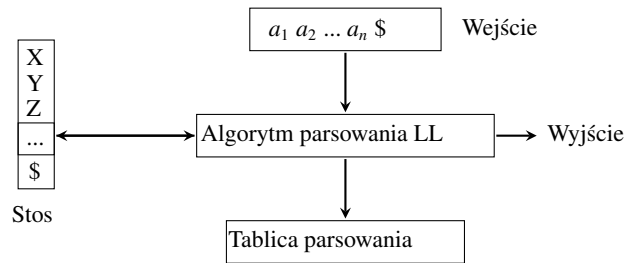 a₁ a₂ ... aₙ $ Wejście
X
Y
Z
...
$
Stos
Algorytm parsowania LL
Wyjście
Tablica parsowania